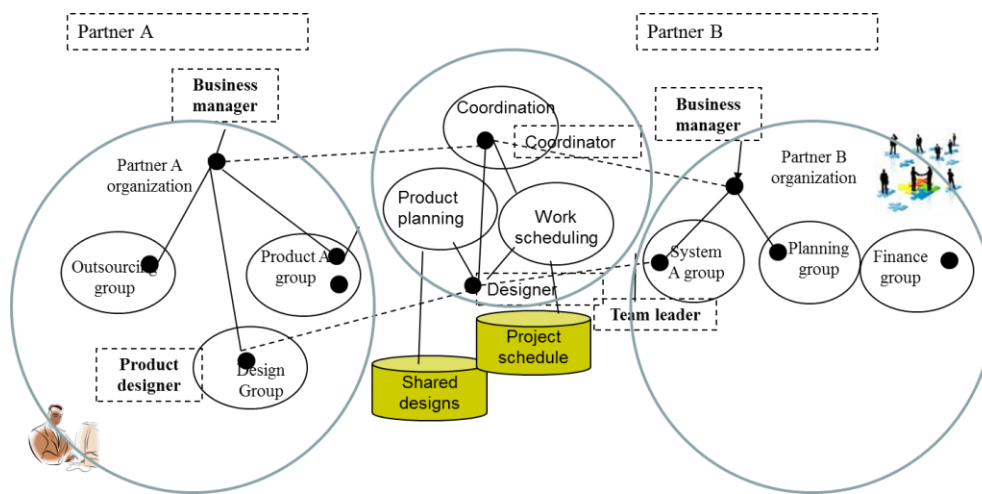 Partner A
Partner B
Business
manager
Coordination
Coordinator
Business
manager
Partner A
organization
Partner B
organization
Product
planning
Work
scheduling
Outsourcing
group
Product A
group
System
A group
Planning
group
Finance
group
Designer
Team leader
Product
designer
Design
Group
Project
schedule
Shared
designs